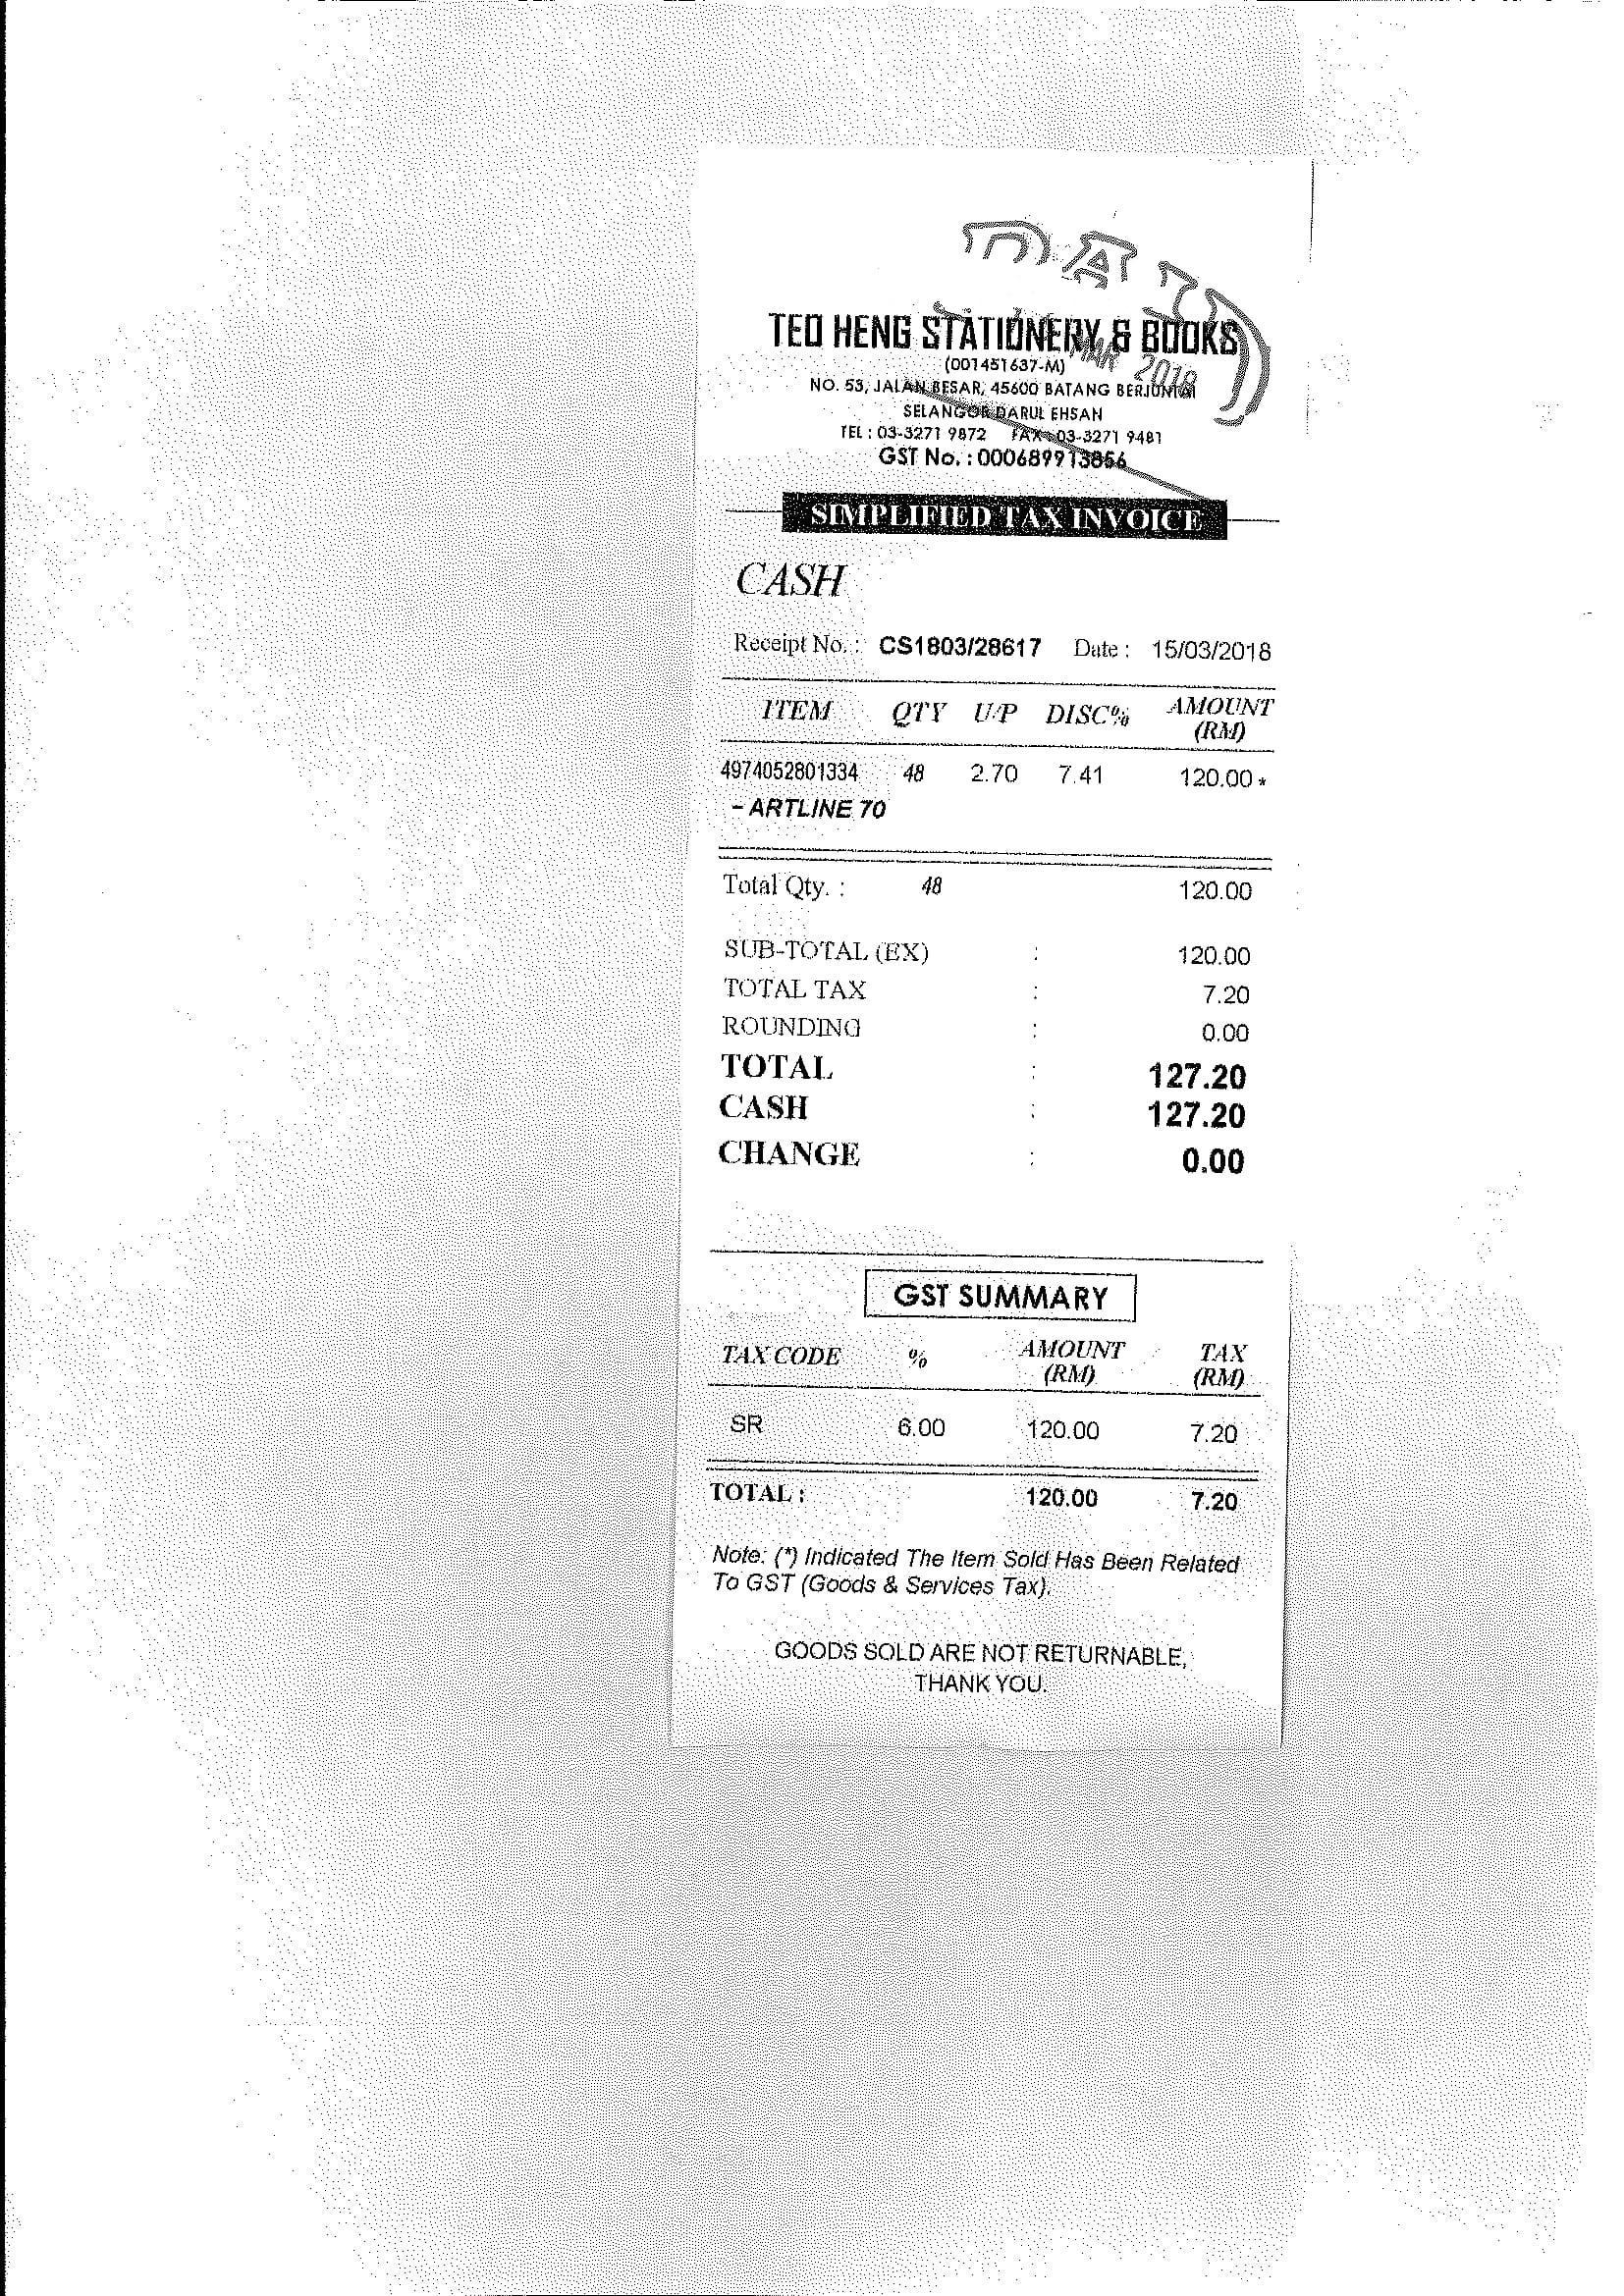 PAID
MAR 2018
TEO HENG STATIONERY & BOOKS
(001451637-M)
NO. 53, JALAN BESAR, 45600 BATANG BERJUNTAI
SELANGOR DARUL EHSAN
TEL : 03-3271 9872 FAX : 03-3271 9481
GST No. : 000689913856
SIMPLIFIED TAX INVOICE
CASH
Receipt No. : CS1803/28617 Date : 15/03/2018
ITEM QTY U/P DISC% AMOUNT
(RM)
4974052801334 48 2.70 7.41 120.00 *
- ARTLINE 70
Total Qty. : 48 120.00
SUB-TOTAL (EX) : 120.00
TOTAL TAX : 7.20
ROUNDING : 0.00
TOTAL : 127.20
CASH : 127.20
CHANGE : 0.00
GST SUMMARY
TAX CODE % AMOUNT TAX
(RM) (RM)
SR 6.00 120.00 7.20
TOTAL : 120.00 7.20
Note: (*) Indicated The Item Sold Has Been Related
To GST (Goods & Services Tax).
GOODS SOLD ARE NOT RETURNABLE,
THANK YOU.